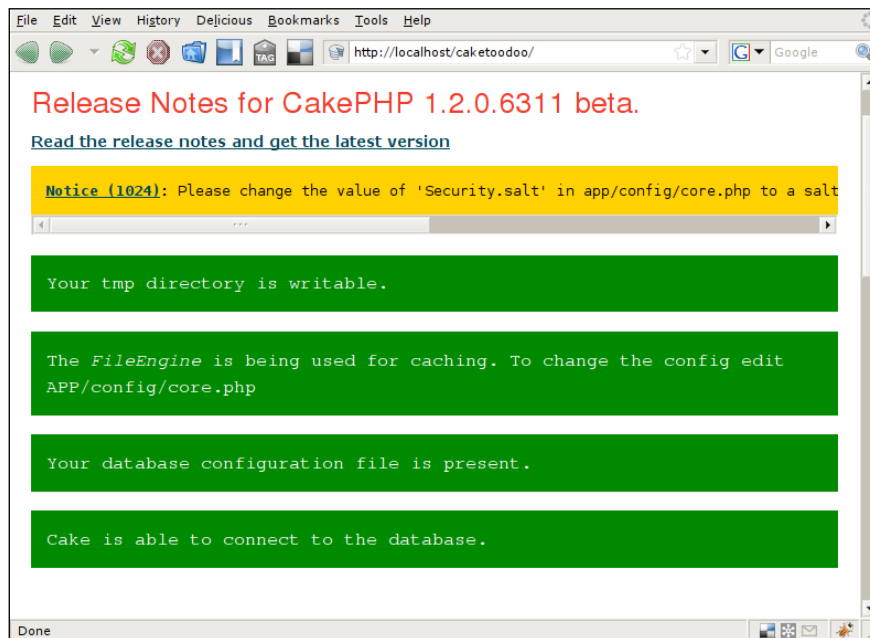 File Edit View History Delicious Bookmarks Tools Help
TAG http://localhost/caketoodoo/ G Google
Release Notes for CakePHP 1.2.0.6311 beta.
Read the release notes and get the latest version
Notice (1024): Please change the value of 'Security.salt' in app/config/core.php to a salt
Your tmp directory is writable.
The FileEngine is being used for caching. To change the config edit
APP/config/core.php
Your database configuration file is present.
Cake is able to connect to the database.
Done